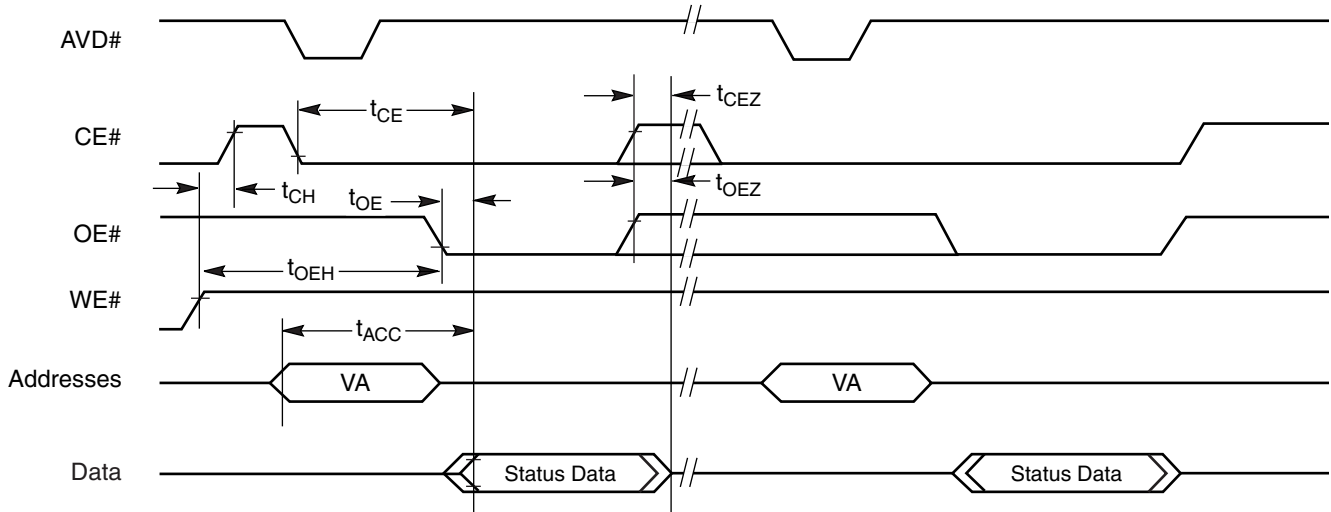 AVD#
tCEZ
tCE
CE#
tCH
tOE
tOEZ
OE#
tOEH
WE#
tACC
Addresses
VA
VA
Data
Status Data
Status Data